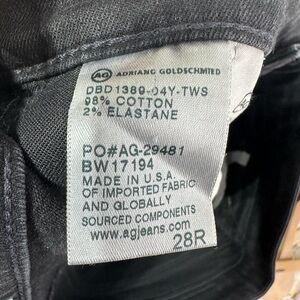 AG ADRIANO GOLDSCHMIED
DBD1389-04Y-TWS
98% COTTON
2% ELASTANE
PO#AG-29481
BW17194
MADE IN U.S.A.
OF IMPORTED FABRIC
AND GLOBALLY
SOURCED COMPONENTS
www.agjeans.com
28R